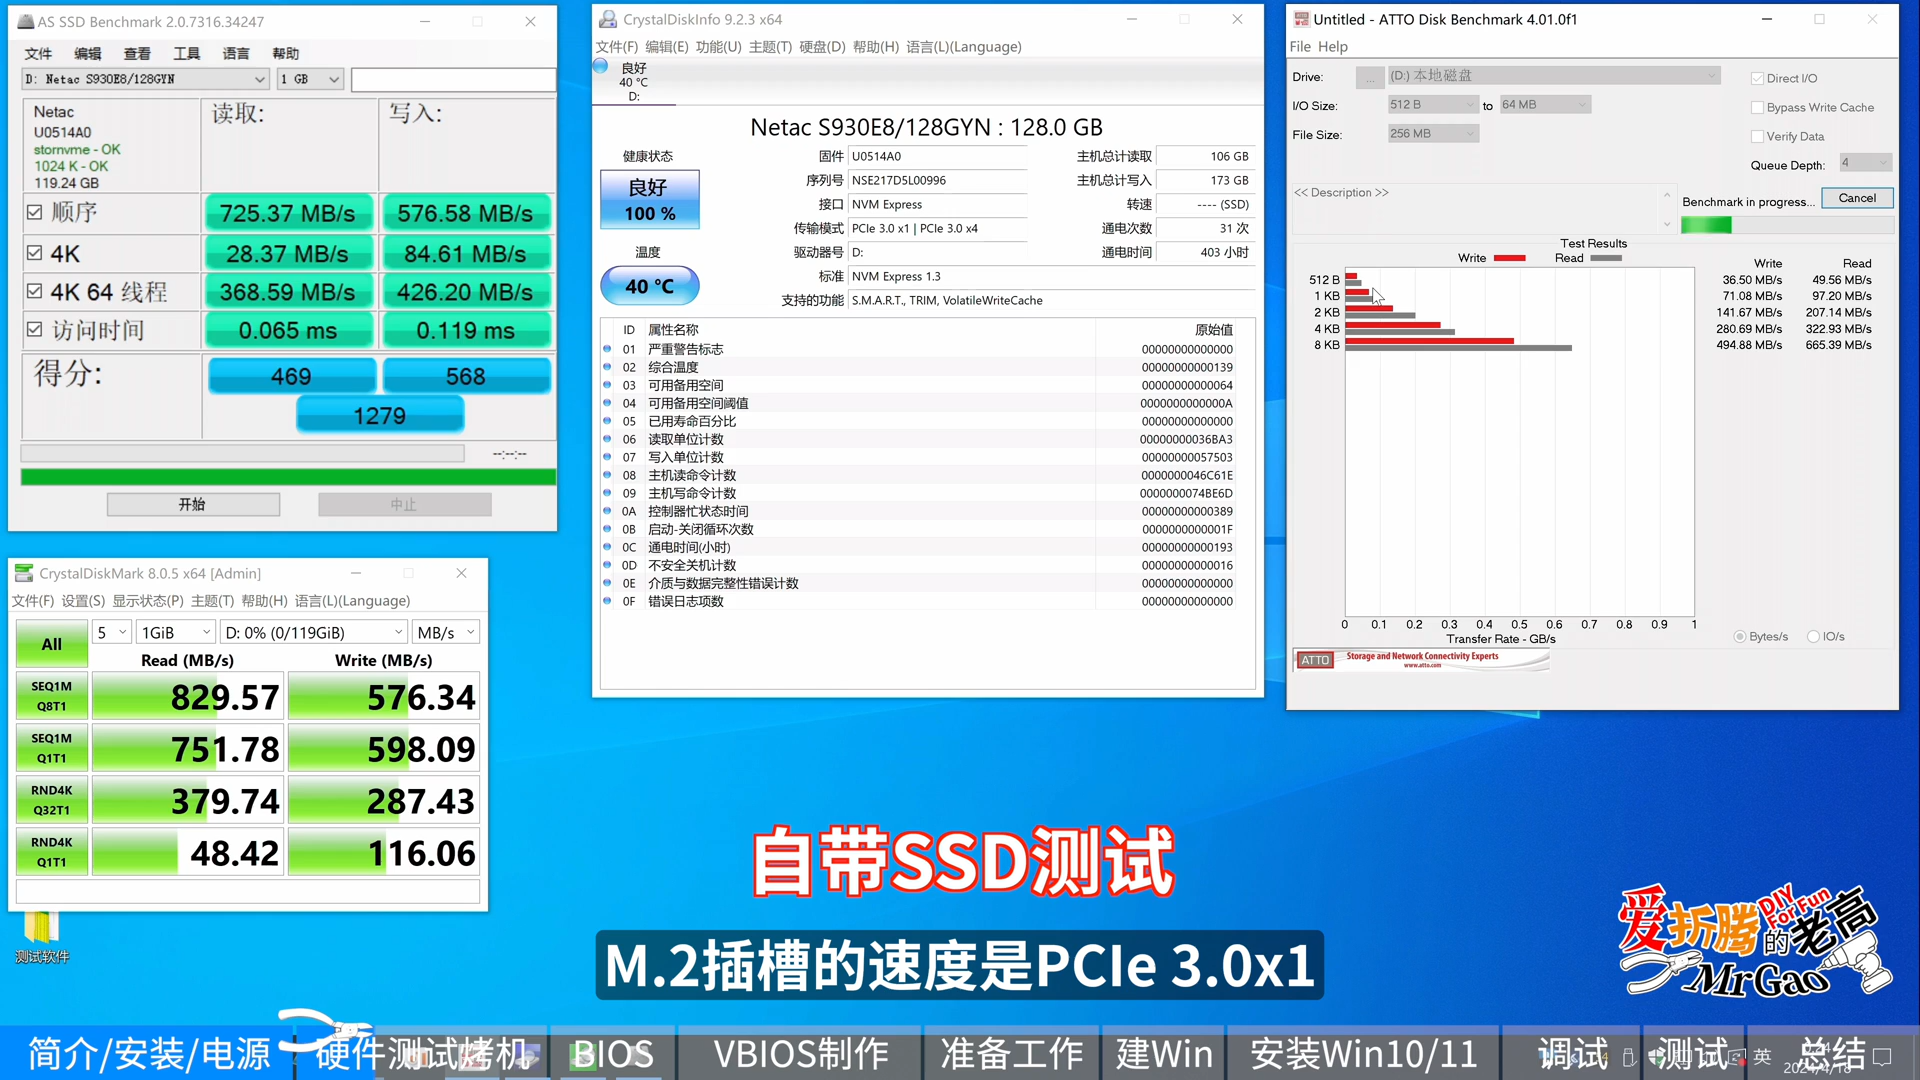 AS SSD Benchmark 2.0.7316.34247
文件 编辑 查看 工具 语言 帮助
D: Netac S930E8/128GYN 1 GB
Netac
U0514A0
stornvme - OK
1024 K - OK
119.24 GB
读取: 写入:
顺序 725.37 MB/s 576.58 MB/s
4K 28.37 MB/s 84.61 MB/s
4K 64 线程 368.59 MB/s 426.20 MB/s
访问时间 0.065 ms 0.119 ms
得分: 469 568
1279
--:--:--
开始 中止
CrystalDiskMark 8.0.5 x64 [Admin]
文件(F) 设置(S) 显示状态(P) 主题(T) 帮助(H) 语言(L)(Language)
All 5 1GiB D: 0% (0/119GiB) MB/s
Read (MB/s) Write (MB/s)
SEQ1M Q8T1 829.57 576.34
SEQ1M Q1T1 751.78 598.09
RND4K Q32T1 379.74 287.43
RND4K Q1T1 48.42 116.06
测试软件
CrystalDiskInfo 9.2.3 x64
文件(F) 编辑(E) 功能(U) 主题(T) 硬盘(D) 帮助(H) 语言(L)(Language)
良好
40 °C
D:
Netac S930E8/128GYN : 128.0 GB
健康状态
良好
100 %
温度
40 °C
固件 U0514A0
序列号 NSE217D5L00996
接口 NVM Express
传输模式 PCIe 3.0 x1 | PCIe 3.0 x4
驱动器号 D:
标准 NVM Express 1.3
支持的功能 S.M.A.R.T., TRIM, VolatileWriteCache
主机总计读取 106 GB
主机总计写入 173 GB
转速 ---- (SSD)
通电次数 31 次
通电时间 403 小时
ID 属性名称 原始值
01 严重警告标志 00000000000000
02 综合温度 00000000000139
03 可用备用空间 00000000000064
04 可用备用空间阈值 0000000000000A
05 已用寿命百分比 00000000000000
06 读取单位计数 00000000036BA3
07 写入单位计数 00000000057503
08 主机读命令计数 0000000046C61E
09 主机写命令计数 0000000074BE6D
0A 控制器忙状态时间 00000000000389
0B 启动-关闭循环次数 0000000000001F
0C 通电时间(小时) 00000000000193
0D 不安全关机计数 00000000000016
0E 介质与数据完整性错误计数 00000000000000
0F 错误日志项数 00000000000000
Untitled - ATTO Disk Benchmark 4.01.0f1
File Help
Drive: ... (D:) 本地磁盘
I/O Size: 512 B to 64 MB
File Size: 256 MB
Direct I/O
Bypass Write Cache
Verify Data
Queue Depth: 4
<< Description >>
Benchmark in progress... Cancel
Test Results
Write Read
Write Read
512 B 36.50 MB/s 49.56 MB/s
1 KB 71.08 MB/s 97.20 MB/s
2 KB 141.67 MB/s 207.14 MB/s
4 KB 280.69 MB/s 322.93 MB/s
8 KB 494.88 MB/s 665.39 MB/s
0 0.1 0.2 0.3 0.4 0.5 0.6 0.7 0.8 0.9 1
Transfer Rate - GB/s
Bytes/s IO/s
ATTO Storage and Network Connectivity Experts
www.atto.com
自带SSD测试
M.2插槽的速度是PCIe 3.0x1
爱折腾的老高
DIY For Fun
MrGao
简介/安装/电源 硬件测试烤机 BIOS VBIOS制作 准备工作 建Win 安装Win10/11 调试 测试 英 总结